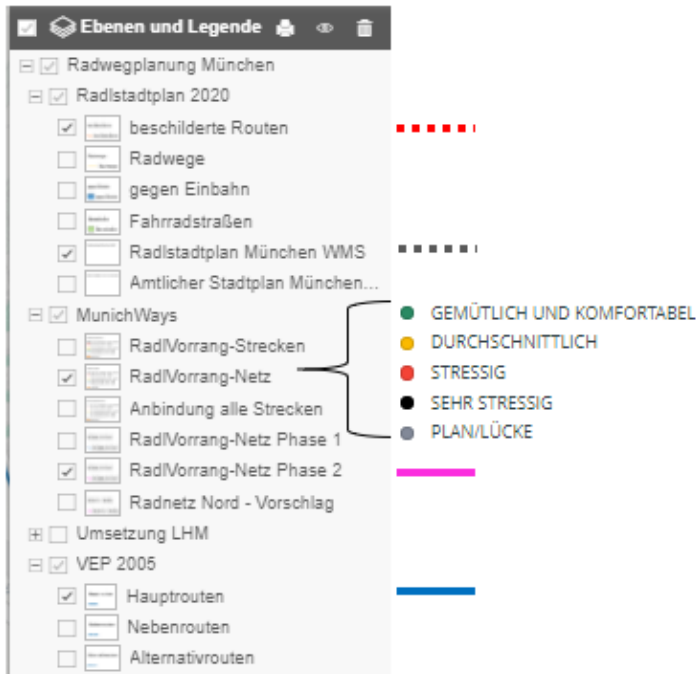 Ebenen und Legende
Radwegplanung München
Radlstadtplan 2020
beschilderte Routen
Radwege
gegen Einbahn
Fahrradstraßen
Radlstadtplan München WMS
Amtlicher Stadtplan München...
MunichWays
RadlVorrang-Strecken
RadlVorrang-Netz
Anbindung alle Strecken
RadlVorrang-Netz Phase 1
RadlVorrang-Netz Phase 2
Radnetz Nord - Vorschlag
Umsetzung LHM
VEP 2005
Hauptrouten
Nebenrouten
Alternativrouten
GEMÜTLICH UND KOMFORTABEL
DURCHSCHNITTLICH
STRESSIG
SEHR STRESSIG
PLAN/LÜCKE